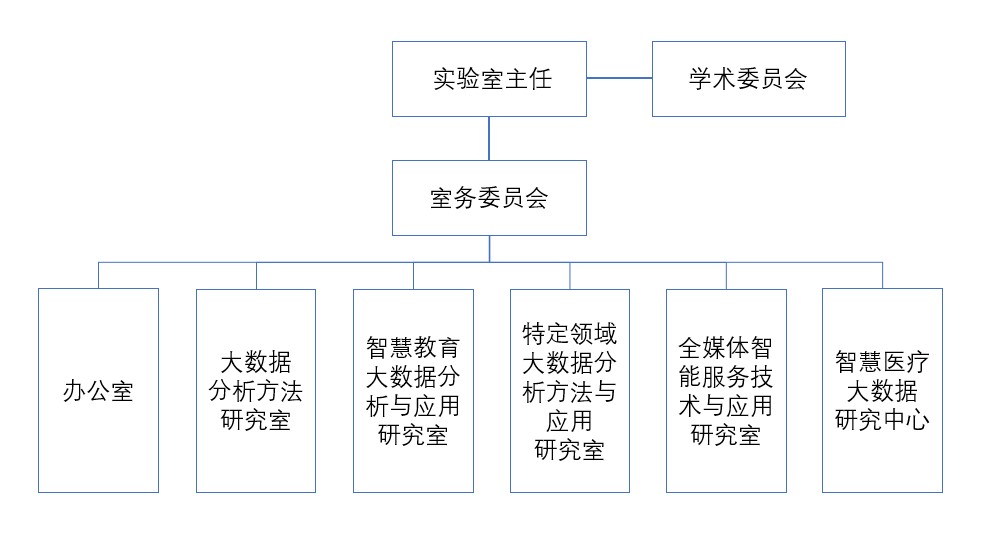 实验室主任
学术委员会
室务委员会
办公室
大数据
分析方法
研究室
智慧教育
大数据分
析与应用
研究室
特定领域
大数据分
析方法与
应用
研究室
全媒体智
能服务技
术与应用
研究室
智慧医疗
大数据
研究中心